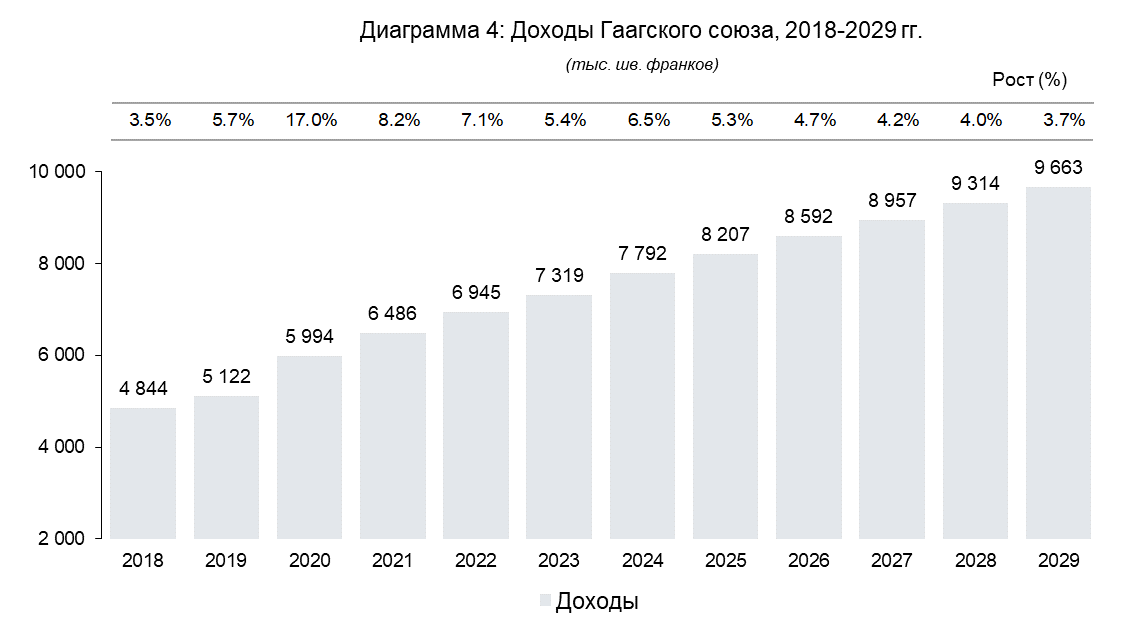 Диаграмма 4: Доходы Гаагского союза, 2018-2029 гг.
(тыс. шв. франков)
Рост (%)
3.5% 5.7% 17.0% 8.2% 7.1% 5.4% 6.5% 5.3% 4.7% 4.2% 4.0% 3.7%
10 000
8 000
6 000
4 000
2 000
4 844
5 122
5 994
6 486
6 945
7 319
7 792
8 207
8 592
8 957
9 314
9 663
2018 2019 2020 2021 2022 2023 2024 2025 2026 2027 2028 2029
Доходы